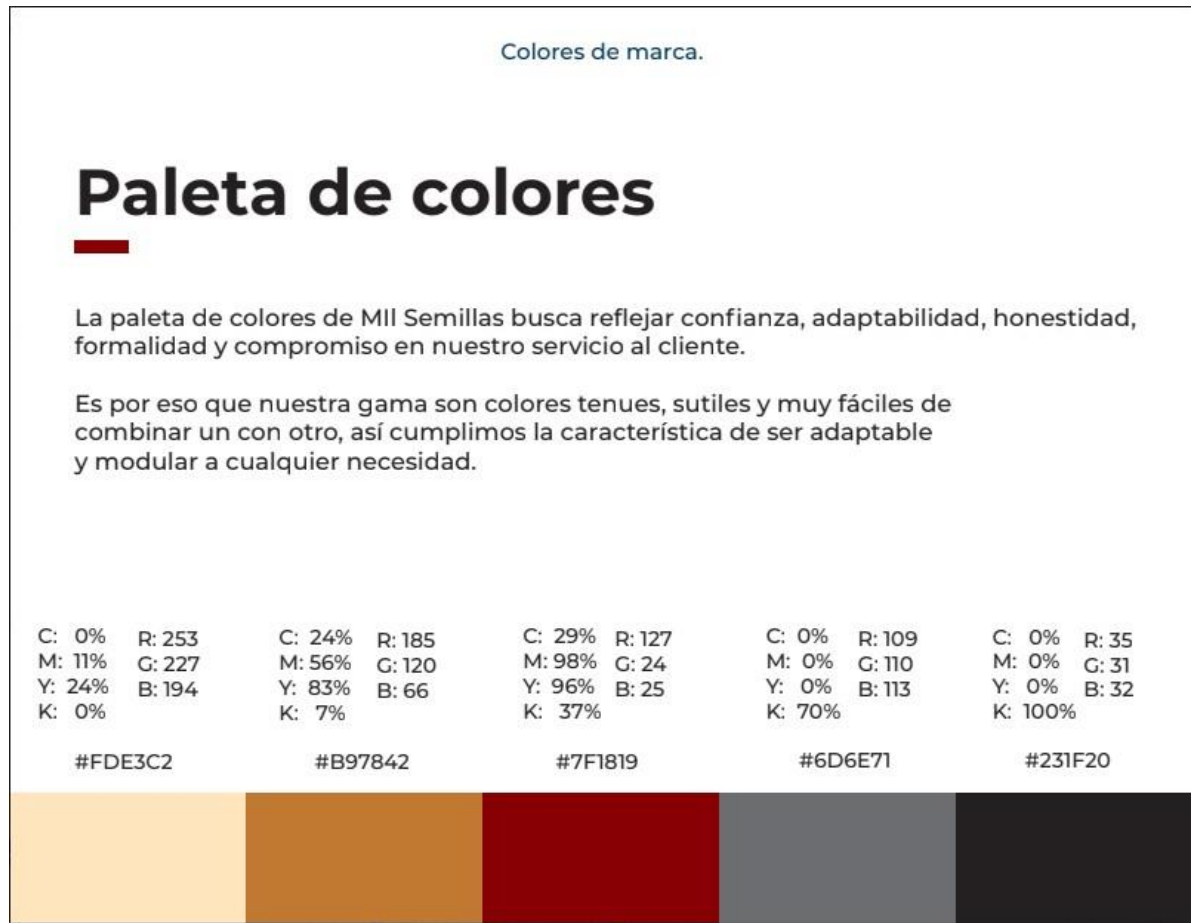 Colores de marca.
Paleta de colores
La paleta de colores de MIl Semillas busca reflejar confianza, adaptabilidad, honestidad,
formalidad y compromiso en nuestro servicio al cliente.
Es por eso que nuestra gama son colores tenues, sutiles y muy fáciles de
combinar un con otro, así cumplimos la característica de ser adaptable
y modular a cualquier necesidad.
C: 0%
M: 11%
Y: 24%
K: 0%
R: 253
G: 227
B: 194
#FDE3C2
C: 24%
M: 56%
Y: 83%
K: 7%
R: 185
G: 120
B: 66
#B97842
C: 29%
M: 98%
Y: 96%
K: 37%
R: 127
G: 24
B: 25
#7F1819
C: 0%
M: 0%
Y: 0%
K: 70%
R: 109
G: 110
B: 113
#6D6E71
C: 0%
M: 0%
Y: 0%
K: 100%
R: 35
G: 31
B: 32
#231F20